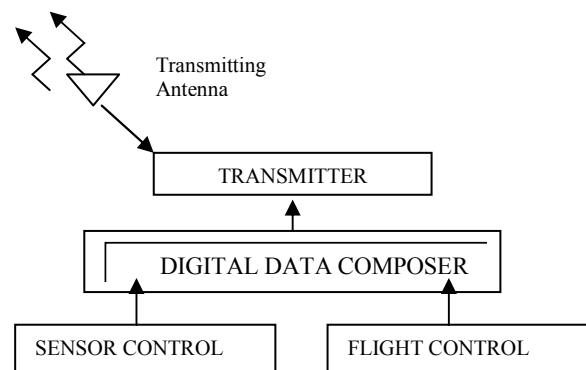 Transmitting
Antenna
TRANSMITTER
DIGITAL DATA COMPOSER
SENSOR CONTROL
FLIGHT CONTROL